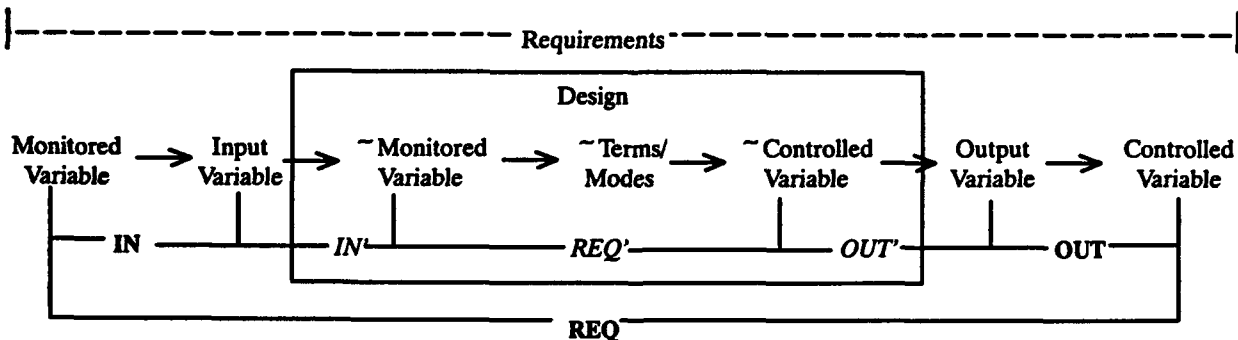 Requirements
Design
Monitored Variable
Input Variable
~Monitored Variable
~Terms/ Modes
~Controlled Variable
Output Variable
Controlled Variable
IN
IN'
REQ'
OUT'
OUT
REQ